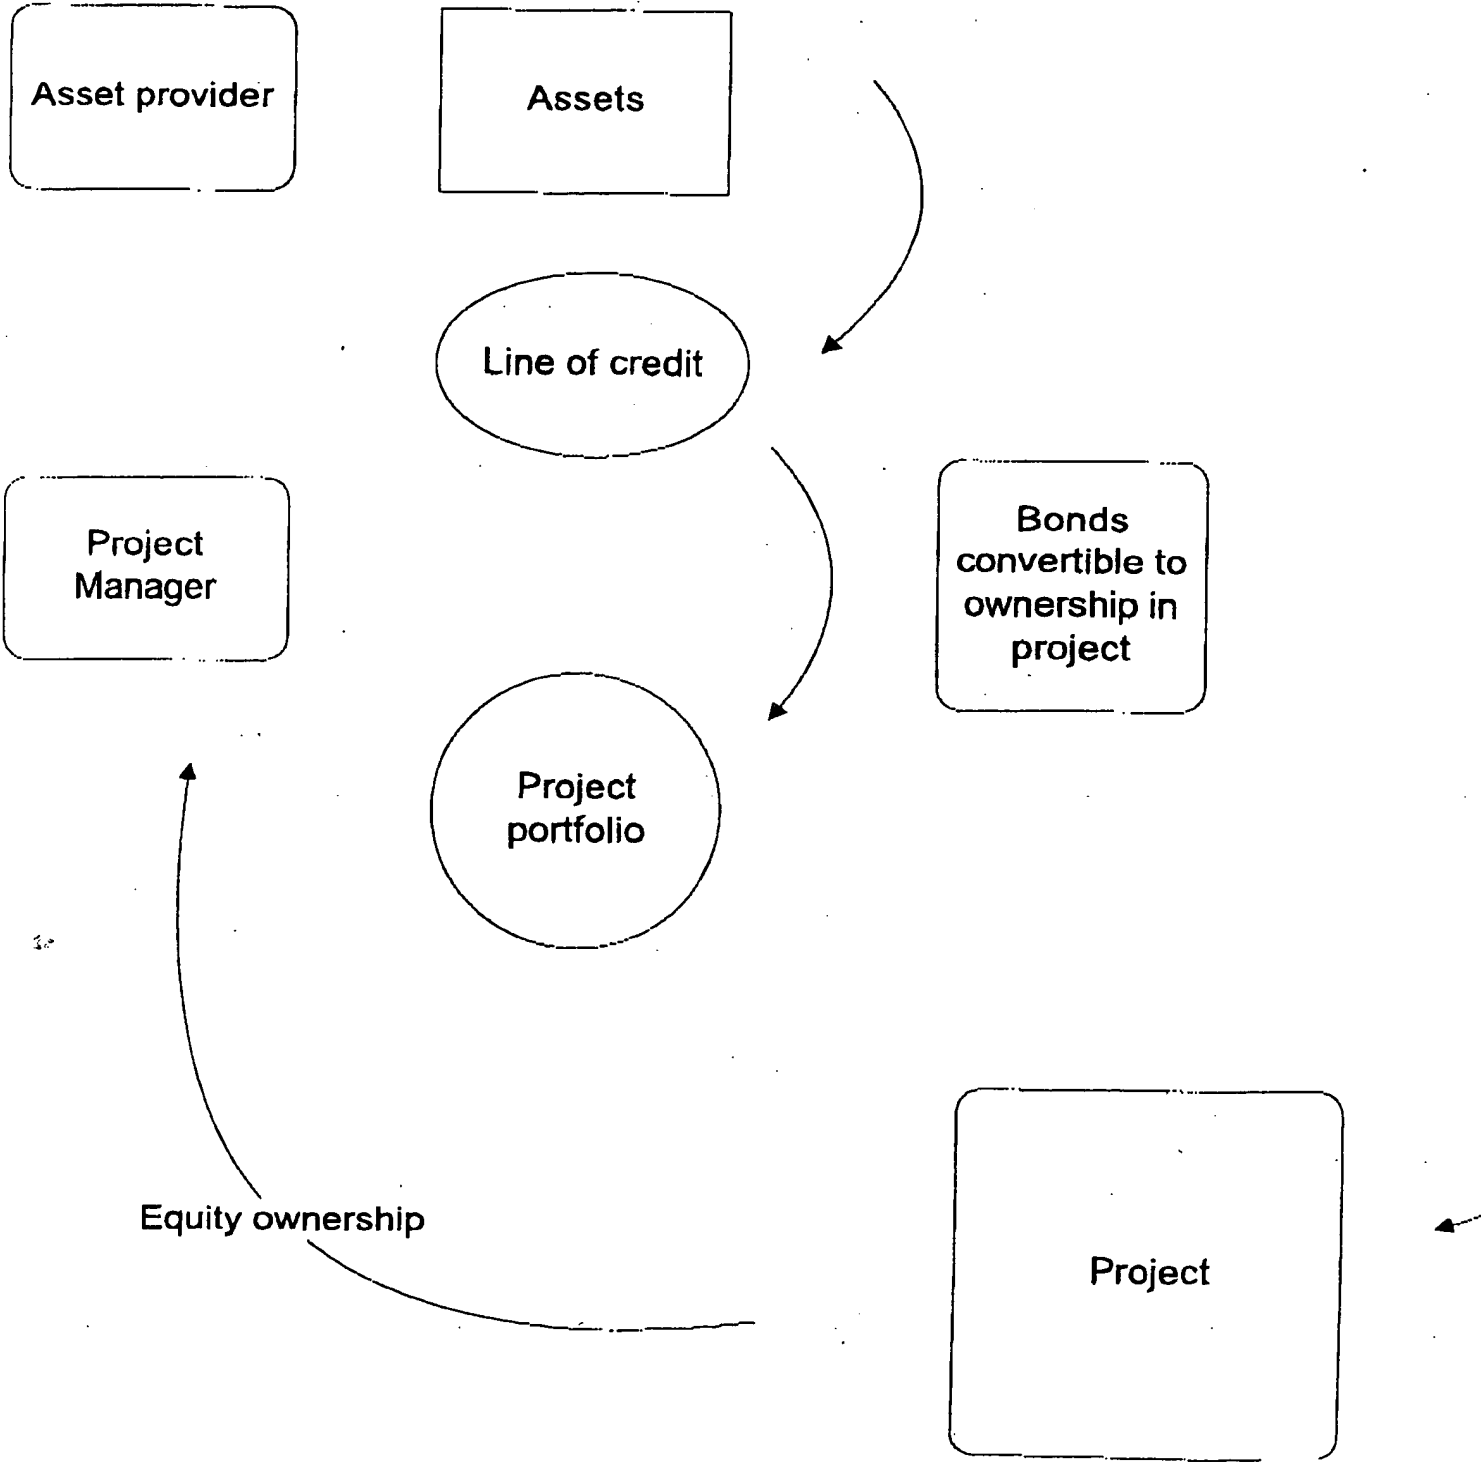 Asset provider
Assets
Line of credit
Project
Manager
Bonds
convertible to
ownership in
project
Project
portfolio
Equity ownership
Project